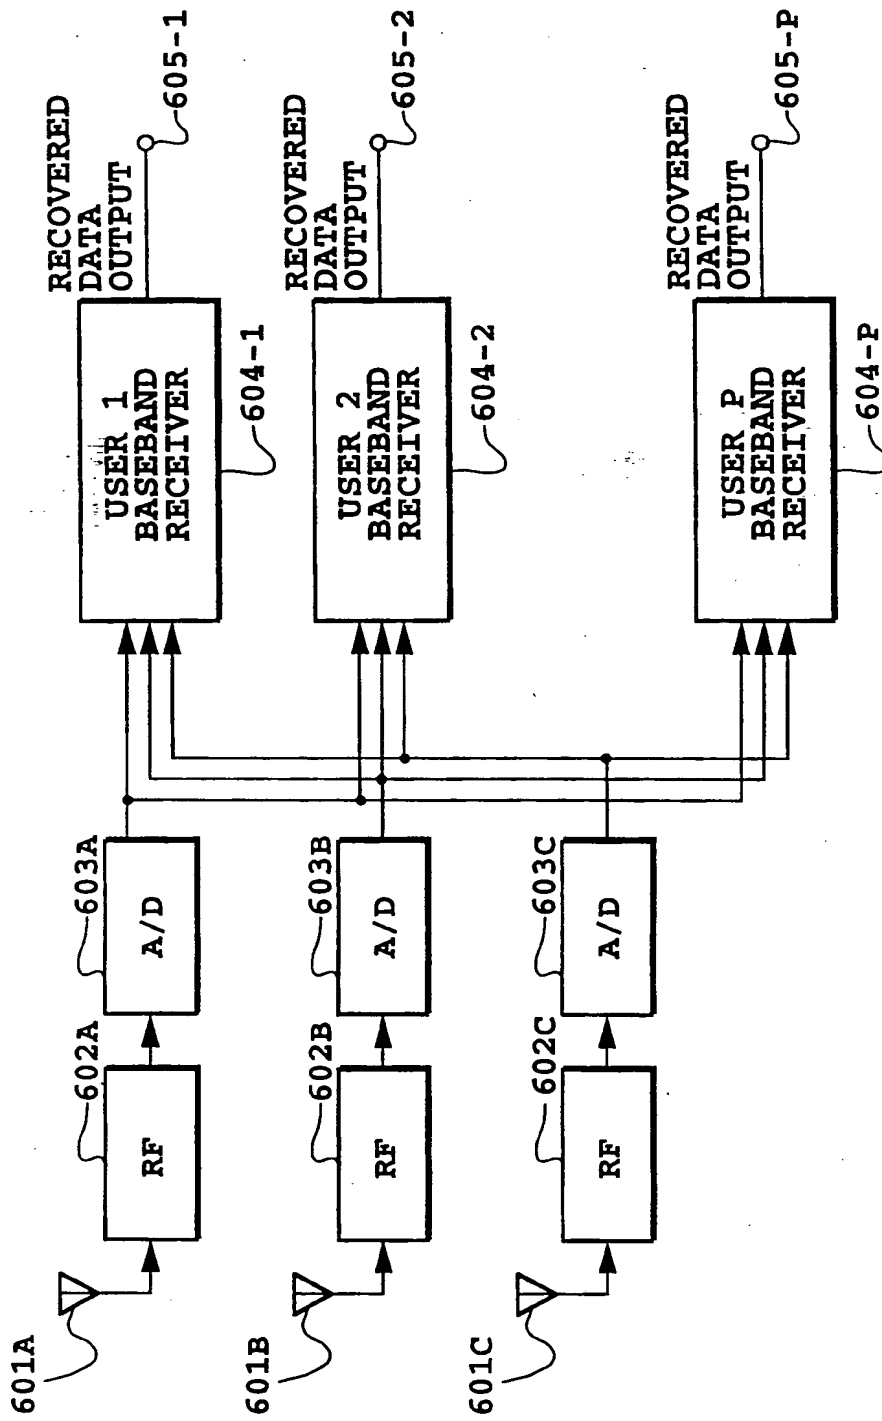 601A
602A
603A
RF
A/D
USER 1
BASEBAND
RECEIVER
604-1
RECOVERED
DATA
OUTPUT
605-1
601B
602B
603B
RF
A/D
USER 2
BASEBAND
RECEIVER
604-2
RECOVERED
DATA
OUTPUT
605-2
601C
602C
603C
RF
A/D
USER P
BASEBAND
RECEIVER
604-P
RECOVERED
DATA
OUTPUT
605-P